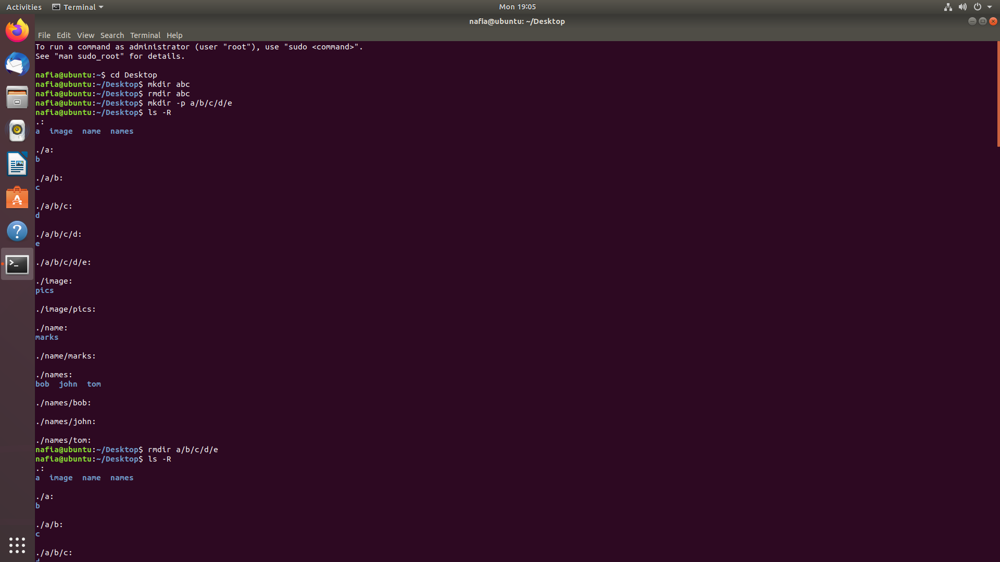 Activities Terminal Mon 19:05
nafia@ubuntu: ~/Desktop
File Edit View Search Terminal Help
To run a command as administrator (user "root"), use "sudo <command>".
See "man sudo_root" for details.
nafia@ubuntu:~$ cd Desktop
nafia@ubuntu:~/Desktop$ mkdir abc
nafia@ubuntu:~/Desktop$ rmdir abc
nafia@ubuntu:~/Desktop$ mkdir -p a/b/c/d/e
nafia@ubuntu:~/Desktop$ ls -R
.:
a image name names
./a:
b
./a/b:
c
./a/b/c:
d
./a/b/c/d:
e
./a/b/c/d/e:
./image:
pics
./image/pics:
./name:
marks
./name/marks:
./names:
bob john tom
./names/bob:
./names/john:
./names/tom:
nafia@ubuntu:~/Desktop$ rmdir a/b/c/d/e
nafia@ubuntu:~/Desktop$ ls -R
.:
a image name names
./a:
b
./a/b:
c
./a/b/c: